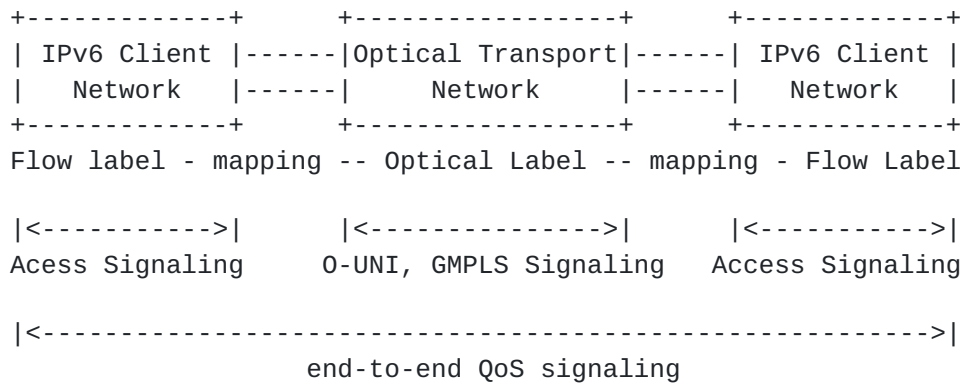 +-------------+      +-----------------+       +-------------+
| IPv6 Client |------|Optical Transport|------| IPv6 Client |
|   Network   |------|     Network     |------|   Network   |
+-------------+      +-----------------+       +-------------+
Flow label - mapping -- Optical Label -- mapping - Flow Label
|<----------->|      |<--------------->|      |<----------->|
Acess Signaling     O-UNI, GMPLS Signaling   Access Signaling
|<--------------------------------------------------------->|
end-to-end QoS signaling